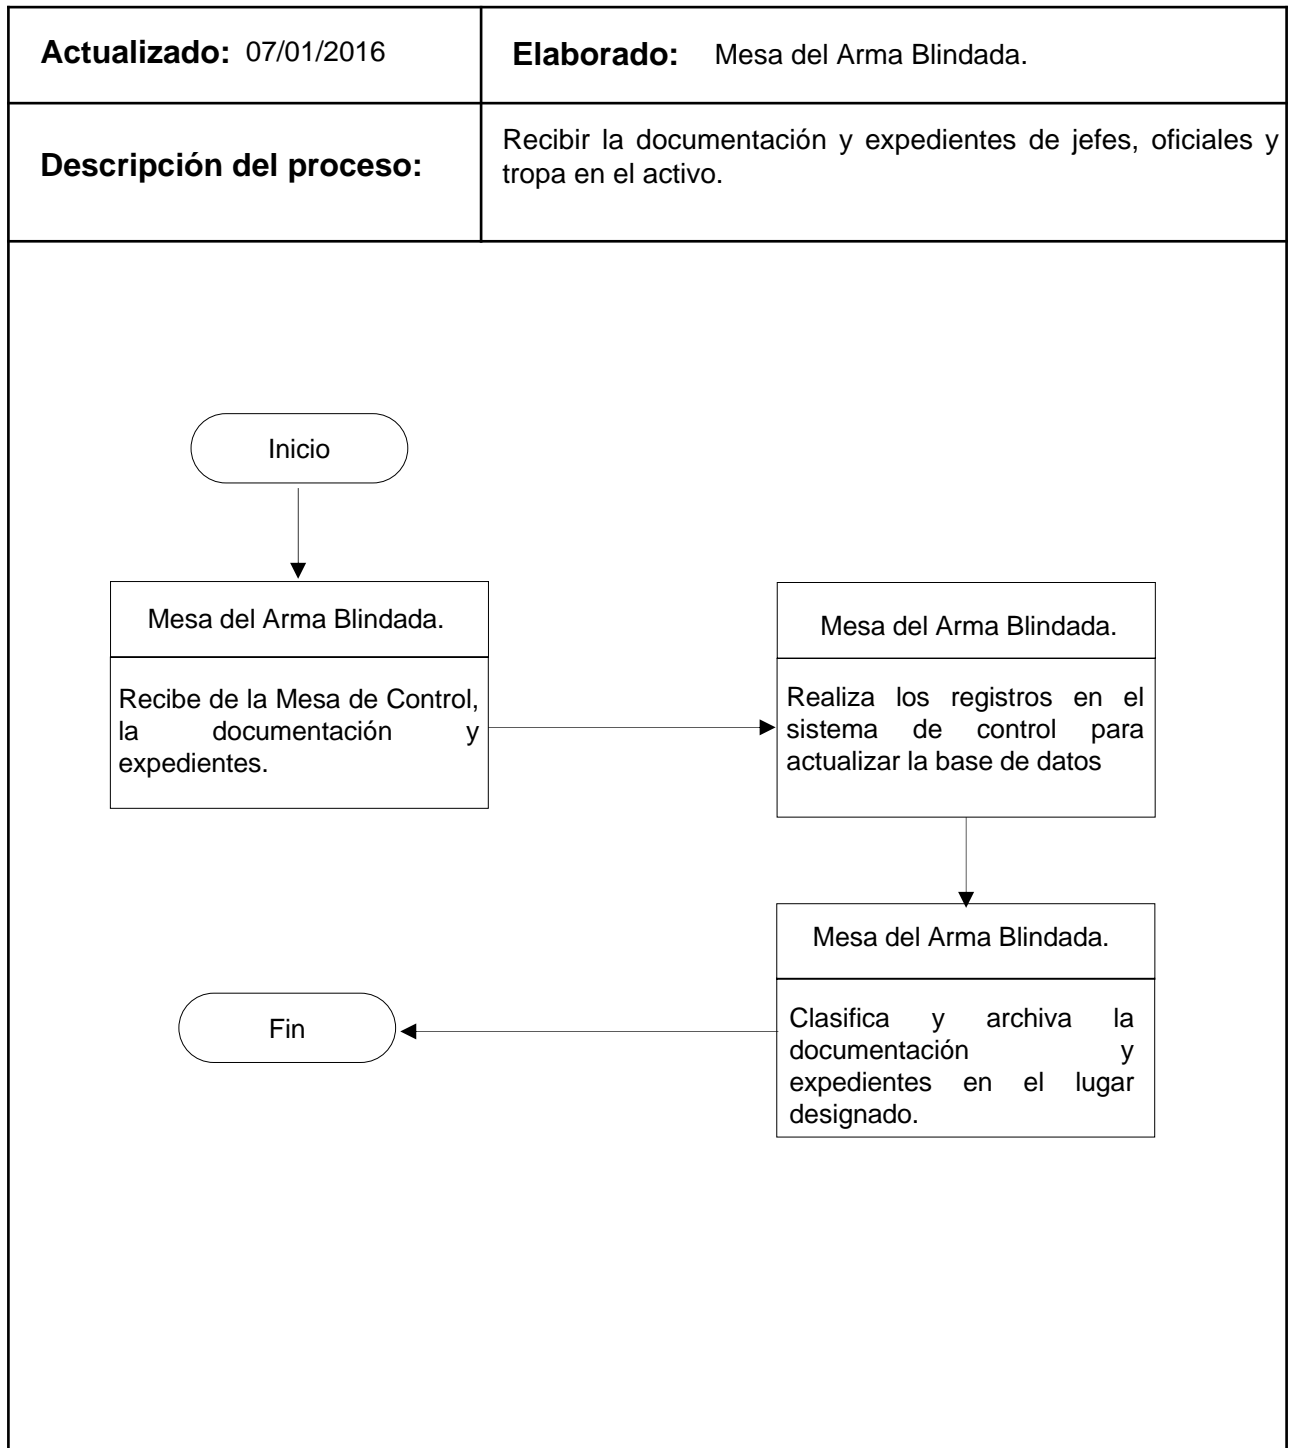 Actualizado: 07/01/2016
Elaborado: Mesa del Arma Blindada.
Descripción del proceso:
Recibir la documentación y expedientes de jefes, oficiales y
tropa en el activo.
Inicio
Mesa del Arma Blindada.
Recibe de la Mesa de Control,
la documentación y
expedientes.
Mesa del Arma Blindada.
Realiza los registros en el
sistema de control para
actualizar la base de datos
Mesa del Arma Blindada.
Clasifica y archiva la
documentación y
expedientes en el lugar
designado.
Fin